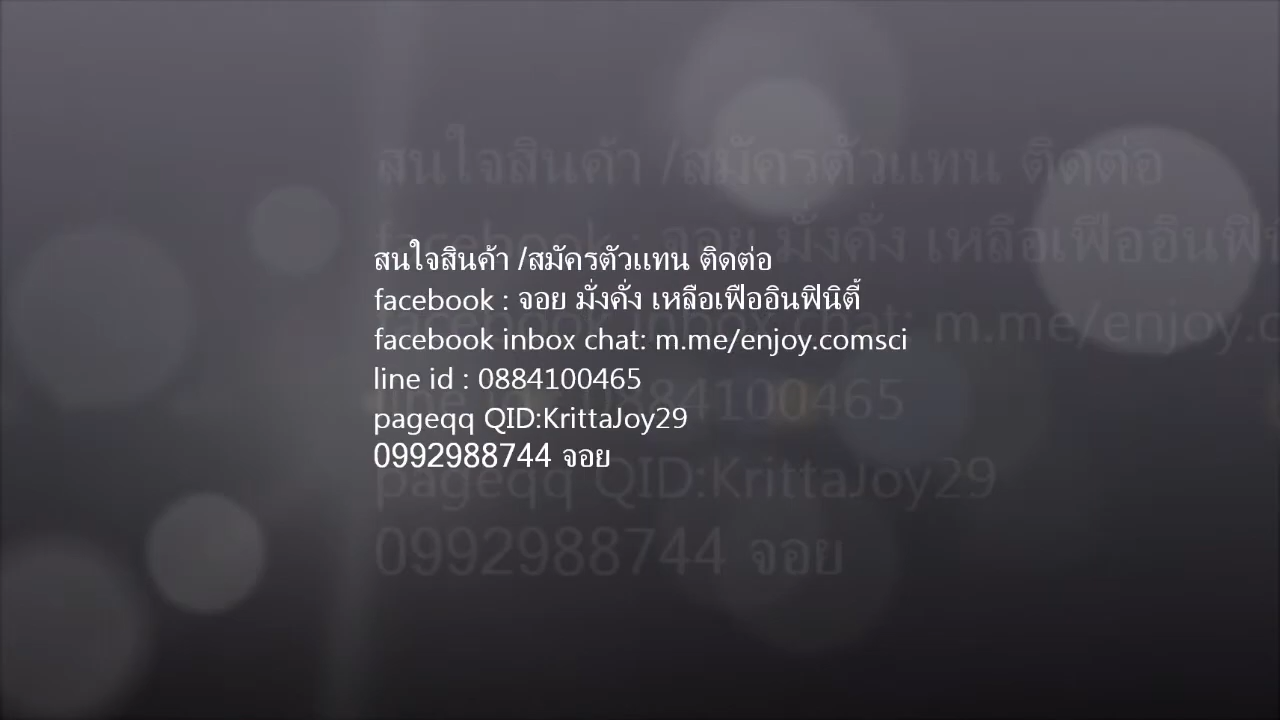 สนใจสินค้า /สมัครตัวแทน ติดต่อ
facebook : จอย มั่งคั่ง เหลือเฟืออินฟินิตี้
facebook inbox chat: m.me/enjoy.comsci
line id : 0884100465
pageqq QID:KrittaJoy29
0992988744 จอย